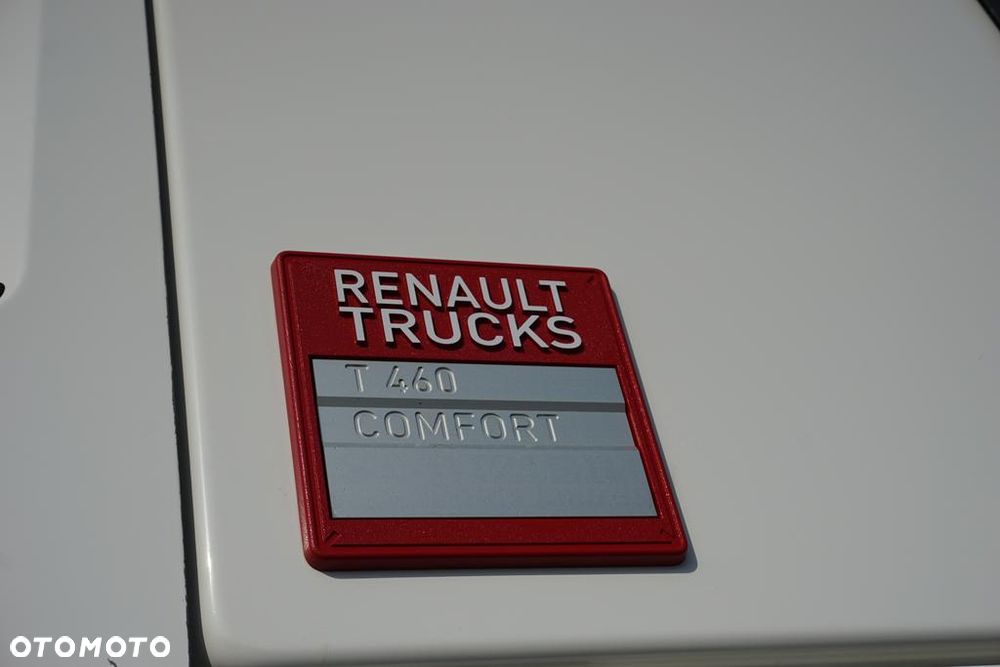 RENAULT
TRUCKS
T 460
COMFORT
OTOMOTO